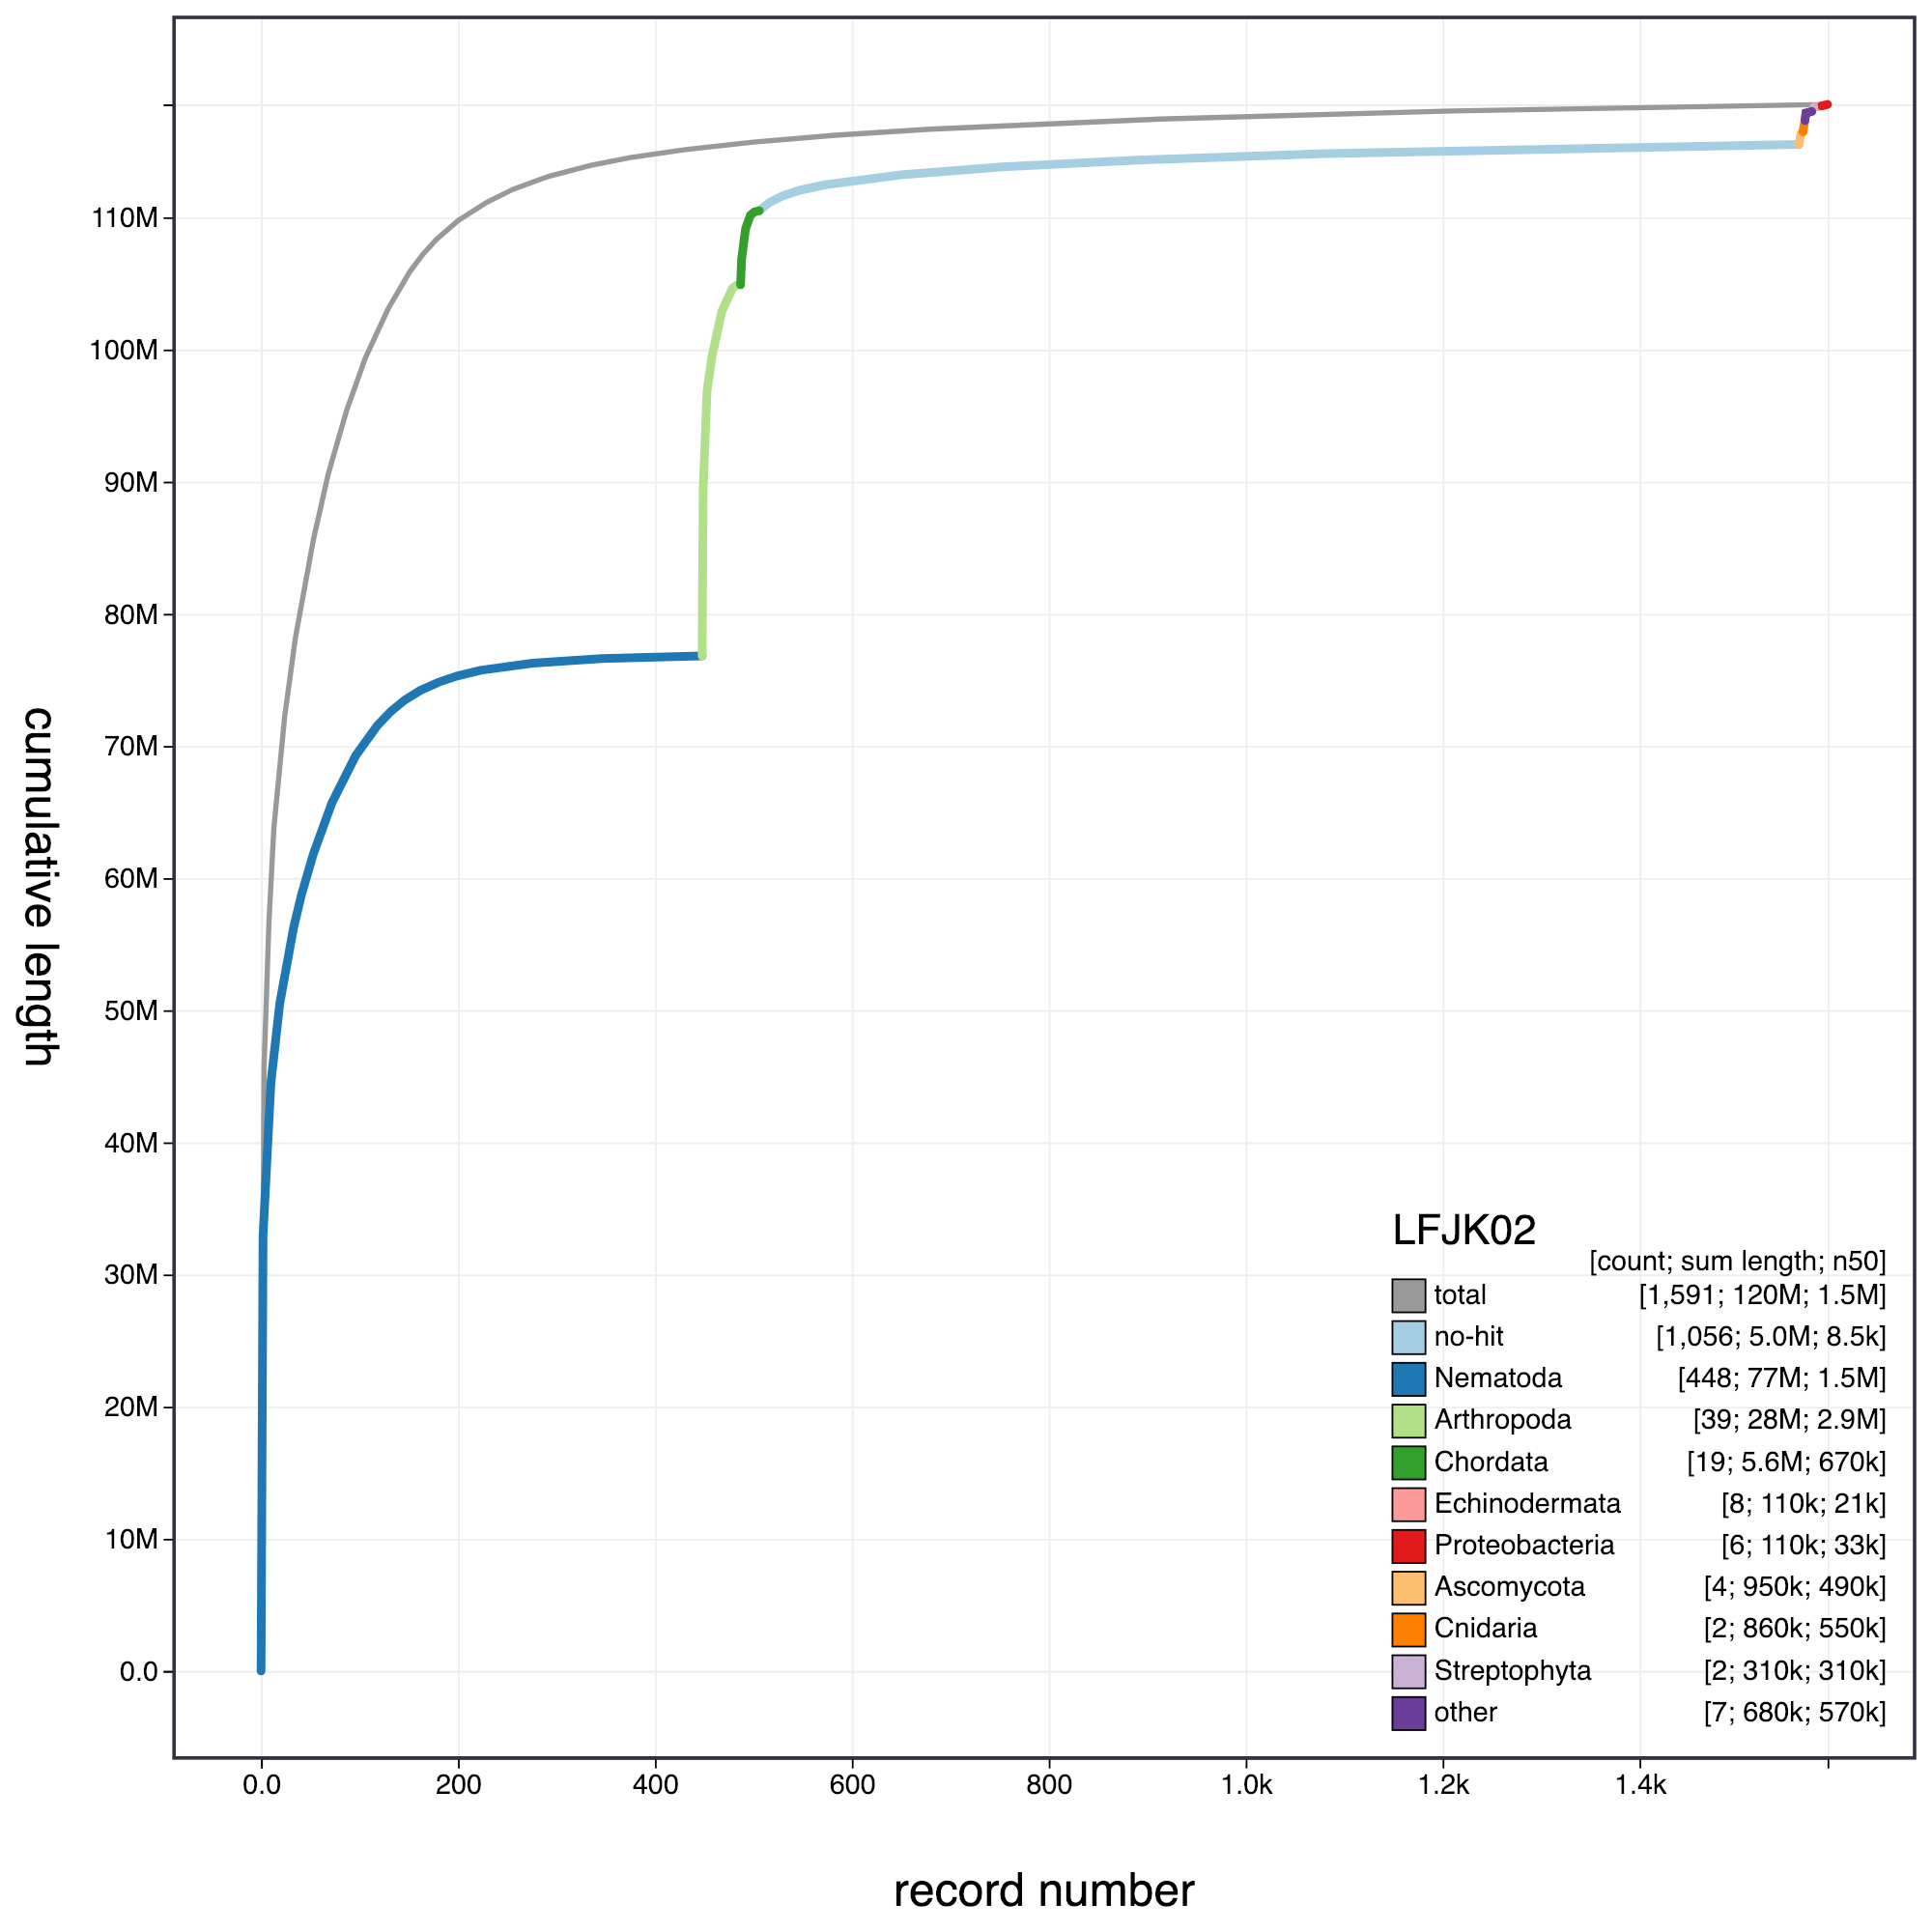 cumulative length
110M
100M
90M
80M
70M
60M
50M
40M
30M
20M
10M
0.0
LFJK02
[count; sum length; n50]
total [1,591; 120M; 1.5M]
no-hit [1,056; 5.0M; 8.5k]
Nematoda [448; 77M; 1.5M]
Arthropoda [39; 28M; 2.9M]
Chordata [19; 5.6M; 670k]
Echinodermata [8; 110k; 21k]
Proteobacteria [6; 110k; 33k]
Ascomycota [4; 950k; 490k]
Cnidaria [2; 860k; 550k]
Streptophyta [2; 310k; 310k]
other [7; 680k; 570k]
0.0 200 400 600 800 1.0k 1.2k 1.4k
record number